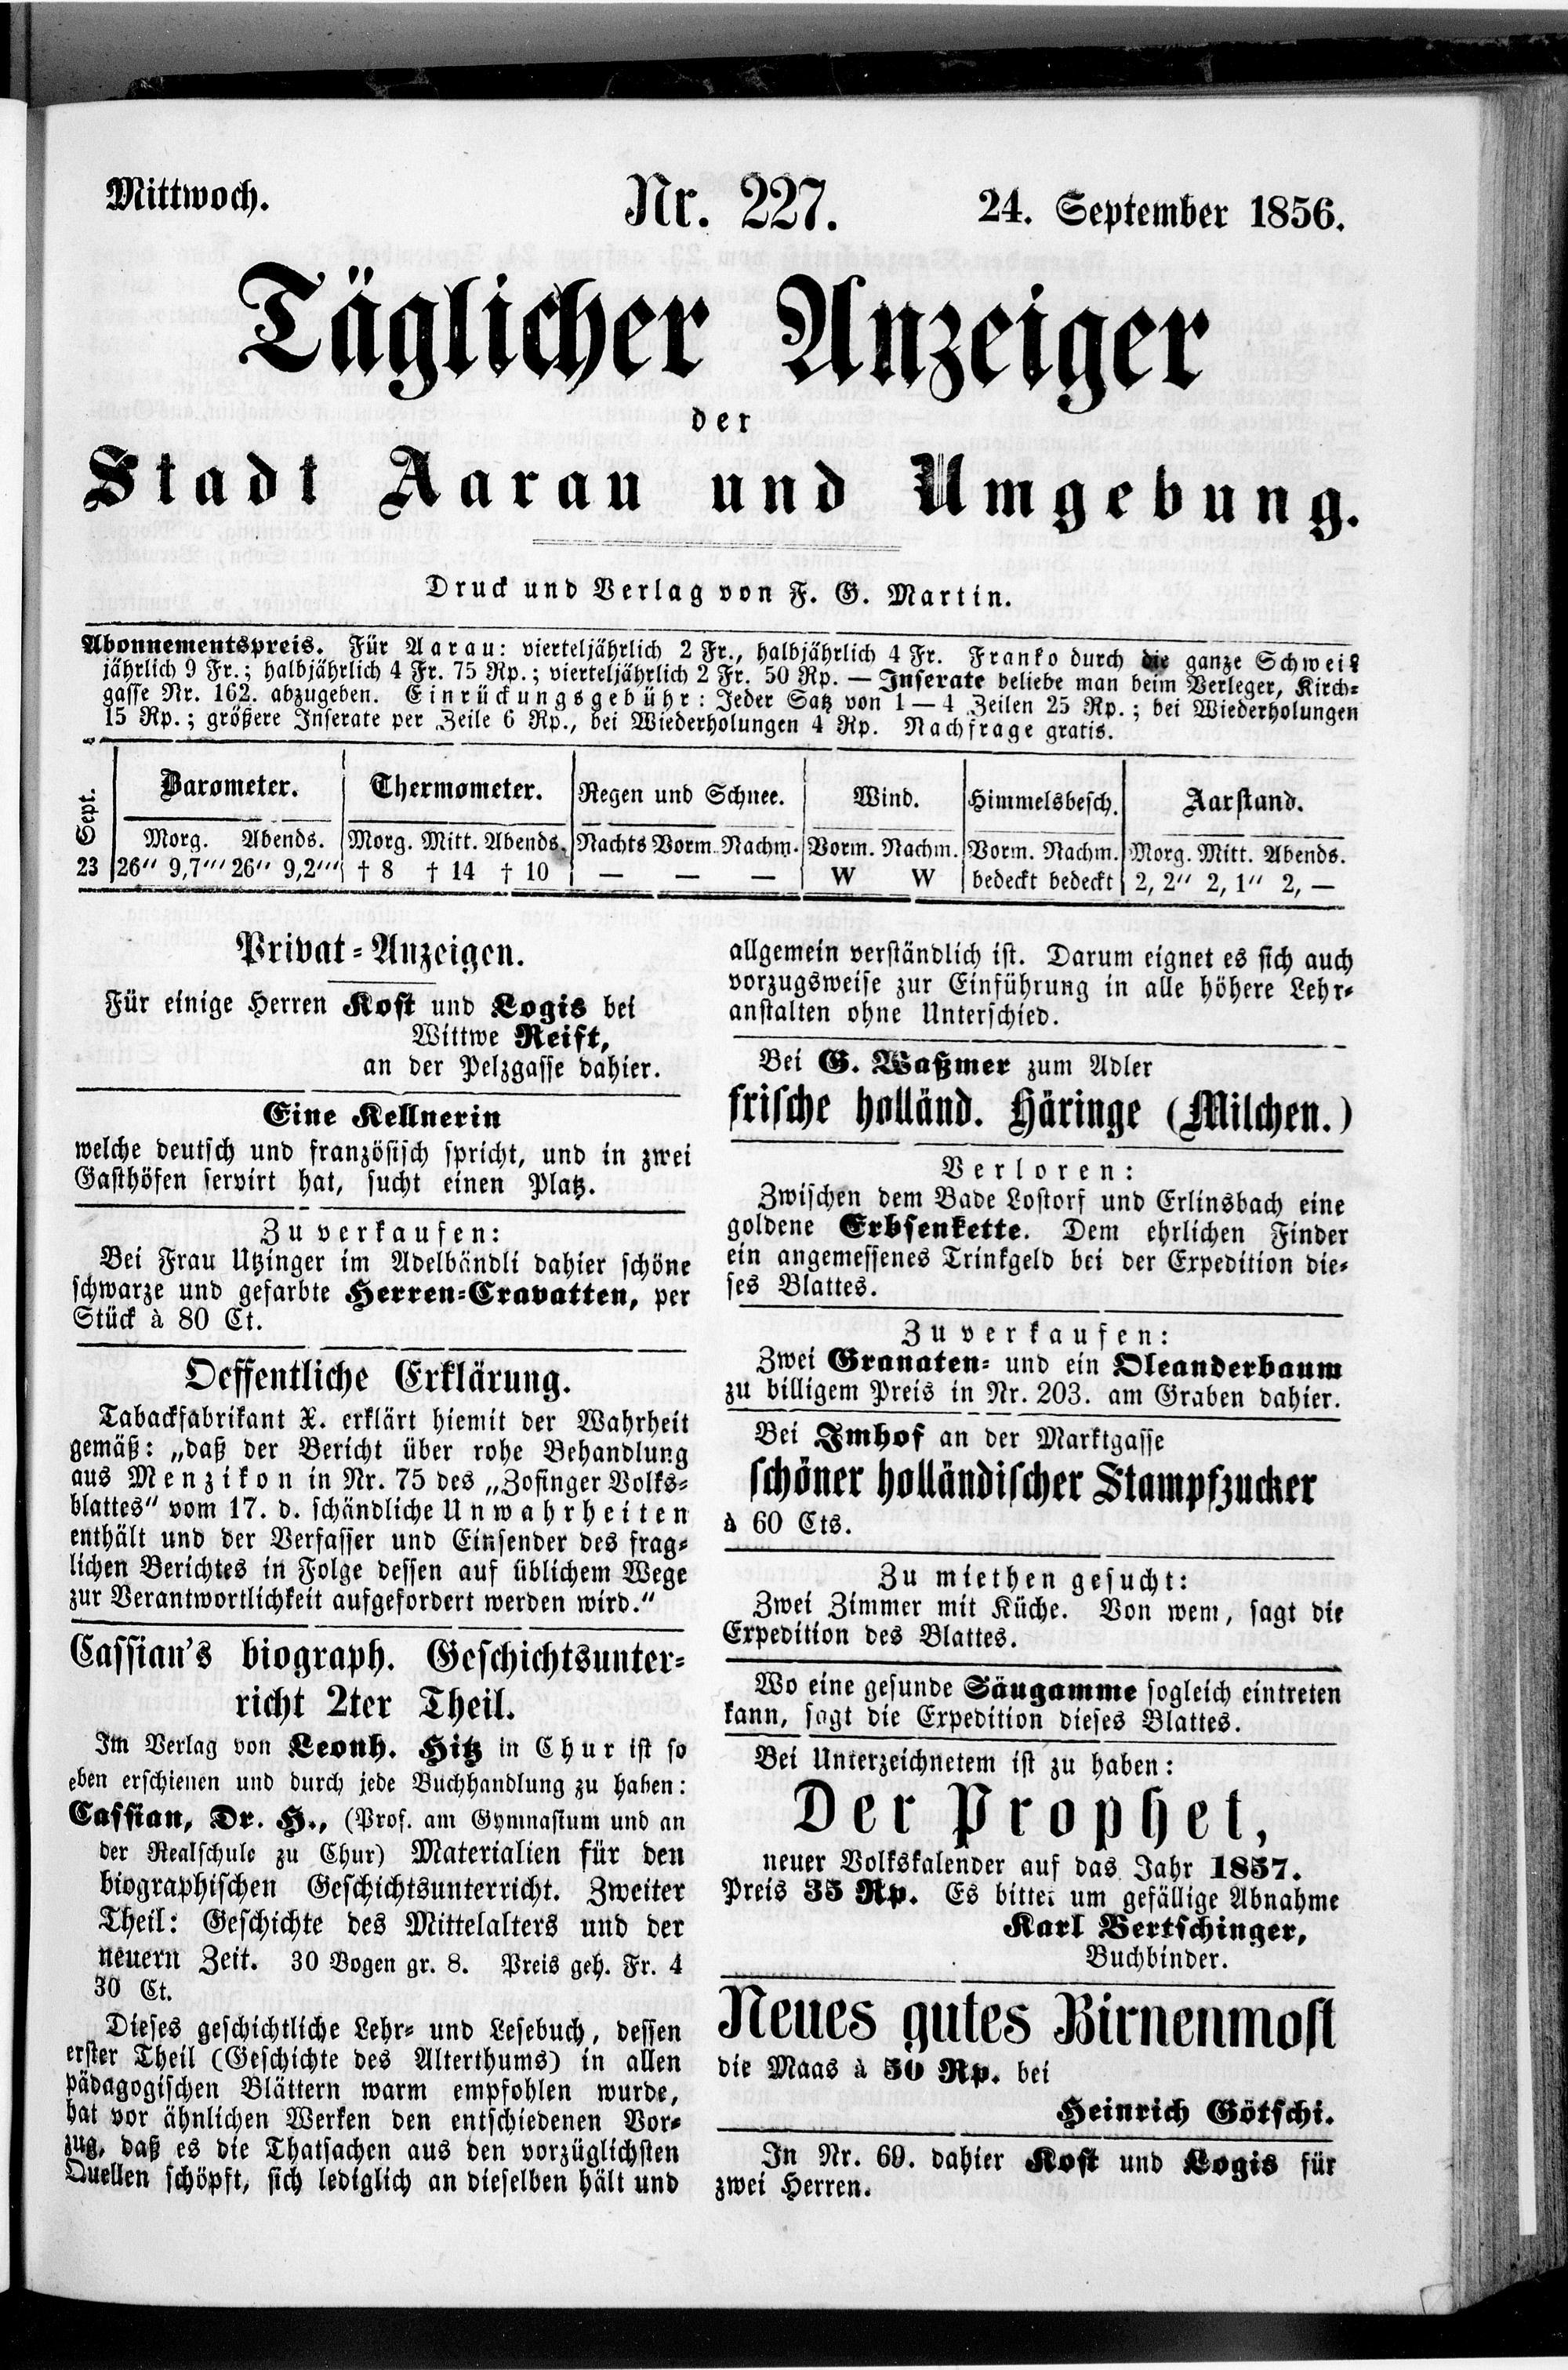 Mittwoch. Nr. 227. 24. September 1856.
Täglicher Anzeiger
der
Stadt Aarau und Umgebung.
Druck und Verlag von F. G. Martin.
Abonnementspreis. Für Aarau: vierteljährlich 2 Fr., halbjährlich 4 Fr. Franko durch die ganze Schweiz
jährlich 9 Fr.; halbjährlich 4 Fr. 75 Rp.; vierteljährlich 2 Fr. 50 Rp. — Inserate beliebe man beim Verleger, Kirch-
gasse Nr. 162. abzugeben. Einrückungsgebühr: Jeder Satz von 1 — 4 Zeilen 25 Rp.; bei Wiederholungen
15 Rp.; größere Inserate per Zeile 6 Rp., bei Wiederholungen 4 Rp. Nachfrage gratis.
Sept. Barometer. Thermometer. Regen und Schnee. Wind. Himmelsbesch. Aarstand.
Morg. Abends. Morg. Mitt. Abends. Nachts Vorm. Nachm. Vorm. Nachm. Vorm. Nachm. Morg. Mitt. Abends.
23 26'' 9,7''' 26'' 9,2''' † 8 † 14 † 10 — — — W W bedeckt bedeckt 2, 2'' 2, 1'' 2, —
Privat-Anzeigen.
Für einige Herren Kost und Logis bei
Wittwe Reift,
an der Pelzgasse dahier.
Eine Kellnerin
welche deutsch und französisch spricht, und in zwei
Gasthöfen servirt hat, sucht einen Platz.
Zu verkaufen:
Bei Frau Utzinger im Adelbändli dahier schöne
schwarze und gefarbte Herren-Cravatten, per
Stück à 80 Ct.
Oeffentliche Erklärung.
Tabackfabrikant X. erklärt hiemit der Wahrheit
gemäß: „daß der Bericht über rohe Behandlung
aus Menzikon in Nr. 75 des „Zofinger Volks-
blattes“ vom 17. d. schändliche Unwahrheiten
enthält und der Verfasser und Einsender des frag-
lichen Berichtes in Folge dessen auf üblichem Wege
zur Verantwortlichkeit aufgefordert werden wird.“
Cassian's biograph. Geschichtsunter-
richt 2ter Theil.
Im Verlag von Leonh. Hitz in Chur ist so
eben erschienen und durch jede Buchhandlung zu haben:
Cassian, Dr. H., (Prof. am Gymnasium und an
der Realschule zu Chur) Materialien für den
biographischen Geschichtsunterricht. Zweiter
Theil: Geschichte des Mittelalters und der
neuern Zeit. 30 Bogen gr. 8. Preis geh. Fr. 4
30 Ct.
Dieses geschichtliche Lehr- und Lesebuch, dessen
erster Theil (Geschichte des Alterthums) in allen
pädagogischen Blättern warm empfohlen wurde,
hat vor ähnlichen Werken den entschiedenen Vor-
zug, daß es die Thatsachen aus den vorzüglichsten
Quellen schöpft, sich lediglich an dieselben hält und
allgemein verständlich ist. Darum eignet es sich auch
vorzugsweise zur Einführung in alle höhere Lehr-
anstalten ohne Unterschied.
Bei G. Waßmer zum Adler
frische holländ. Häringe (Milchen.)
Verloren:
Zwischen dem Bade Lostorf und Erlinsbach eine
goldene Erbsenkette. Dem ehrlichen Finder
ein angemessenes Trinkgeld bei der Expedition die-
ses Blattes.
Zu verkaufen:
Zwei Granaten- und ein Oleanderbaum
zu billigem Preis in Nr. 203. am Graben dahier.
Bei Imhof an der Marktgasse
schöner holländischer Stampfzucker
à 60 Cts.
Zu miethen gesucht:
Zwei Zimmer mit Küche. Von wem, sagt die
Expedition des Blattes.
Wo eine gesunde Säugamme sogleich eintreten
kann, sagt die Expedition dieses Blattes.
Bei Unterzeichnetem ist zu haben:
Der Prophet,
neuer Volkskalender auf das Jahr 1857.
Preis 35 Rp. Es bittet um gefällige Abnahme
Karl Bertschinger,
Buchbinder.
Neues gutes Birnenmost
die Maas à 50 Rp. bei
Heinrich Götschi.
In Nr. 69. dahier Kost und Logis für
zwei Herren.